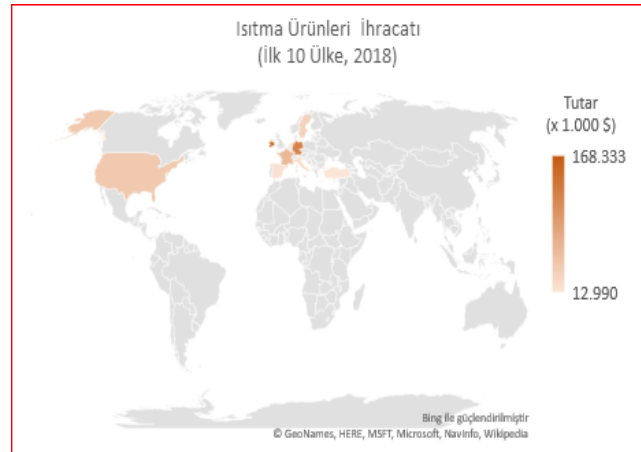 Isıtma Ürünleri İhracatı
(İlk 10 Ülke, 2018)
Tutar
(x 1.000 $)
168.333
12.990
Bing ile güçlendirilmiştir
© GeoNames, HERE, MSFT, Microsoft, NavInfo, Wikipedia